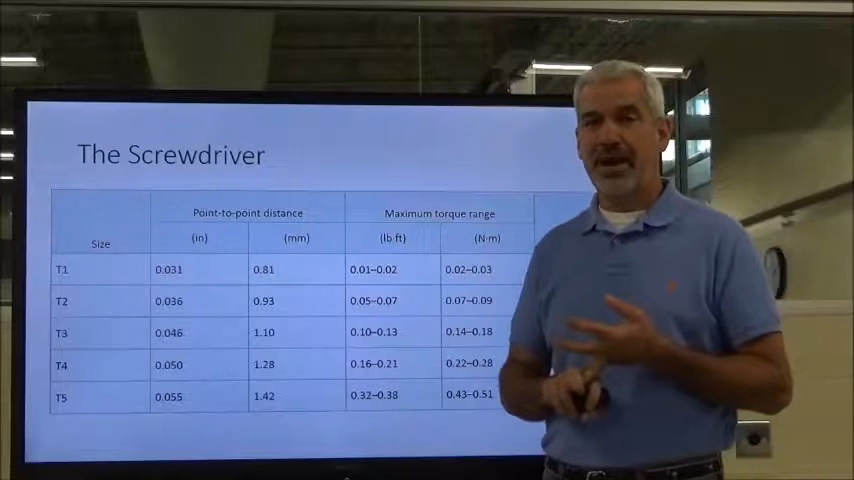 The Screwdriver
Point-to-point distance Maximum torque range
Size (in) (mm) (lb·ft) (N·m)
T1 0.031 0.81 0.01–0.02 0.02–0.03
T2 0.036 0.93 0.05–0.07 0.07–0.09
T3 0.046 1.10 0.10–0.13 0.14–0.18
T4 0.050 1.28 0.16–0.21 0.22–0.28
T5 0.055 1.42 0.32–0.38 0.43–0.51